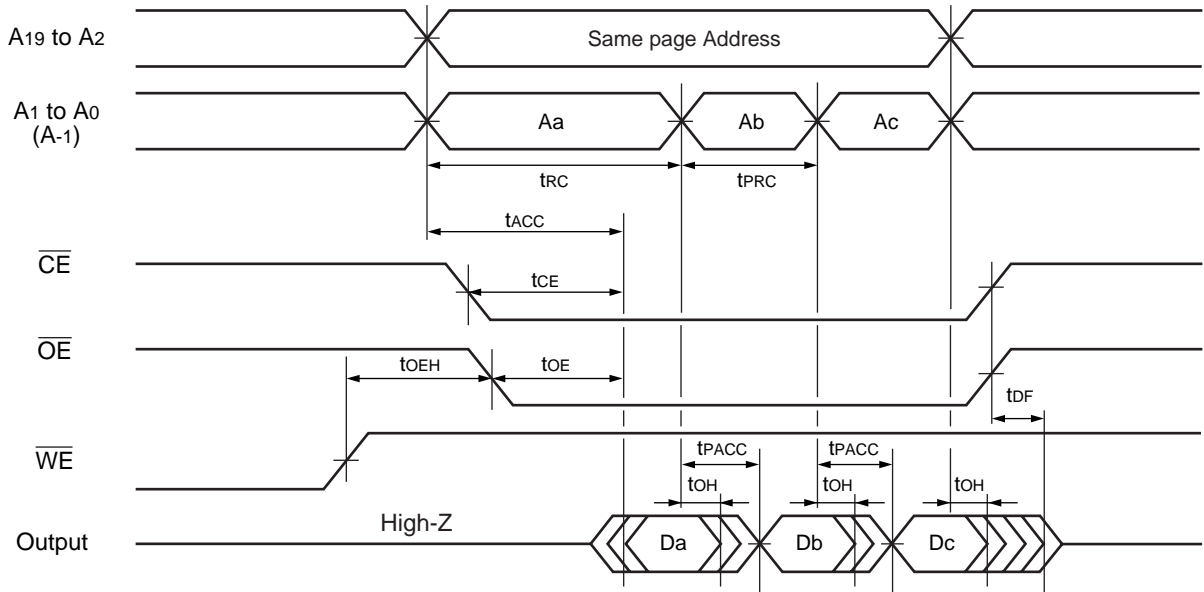 A19 to A2
Same page Address
A1 to A0
(A-1)
Aa
Ab
Ac
tRC
tPRC
tACC
CE
tCE
OE
tOEH
tOE
tDF
WE
tPACC
tPACC
tOH
tOH
tOH
High-Z
Output
Da
Db
Dc